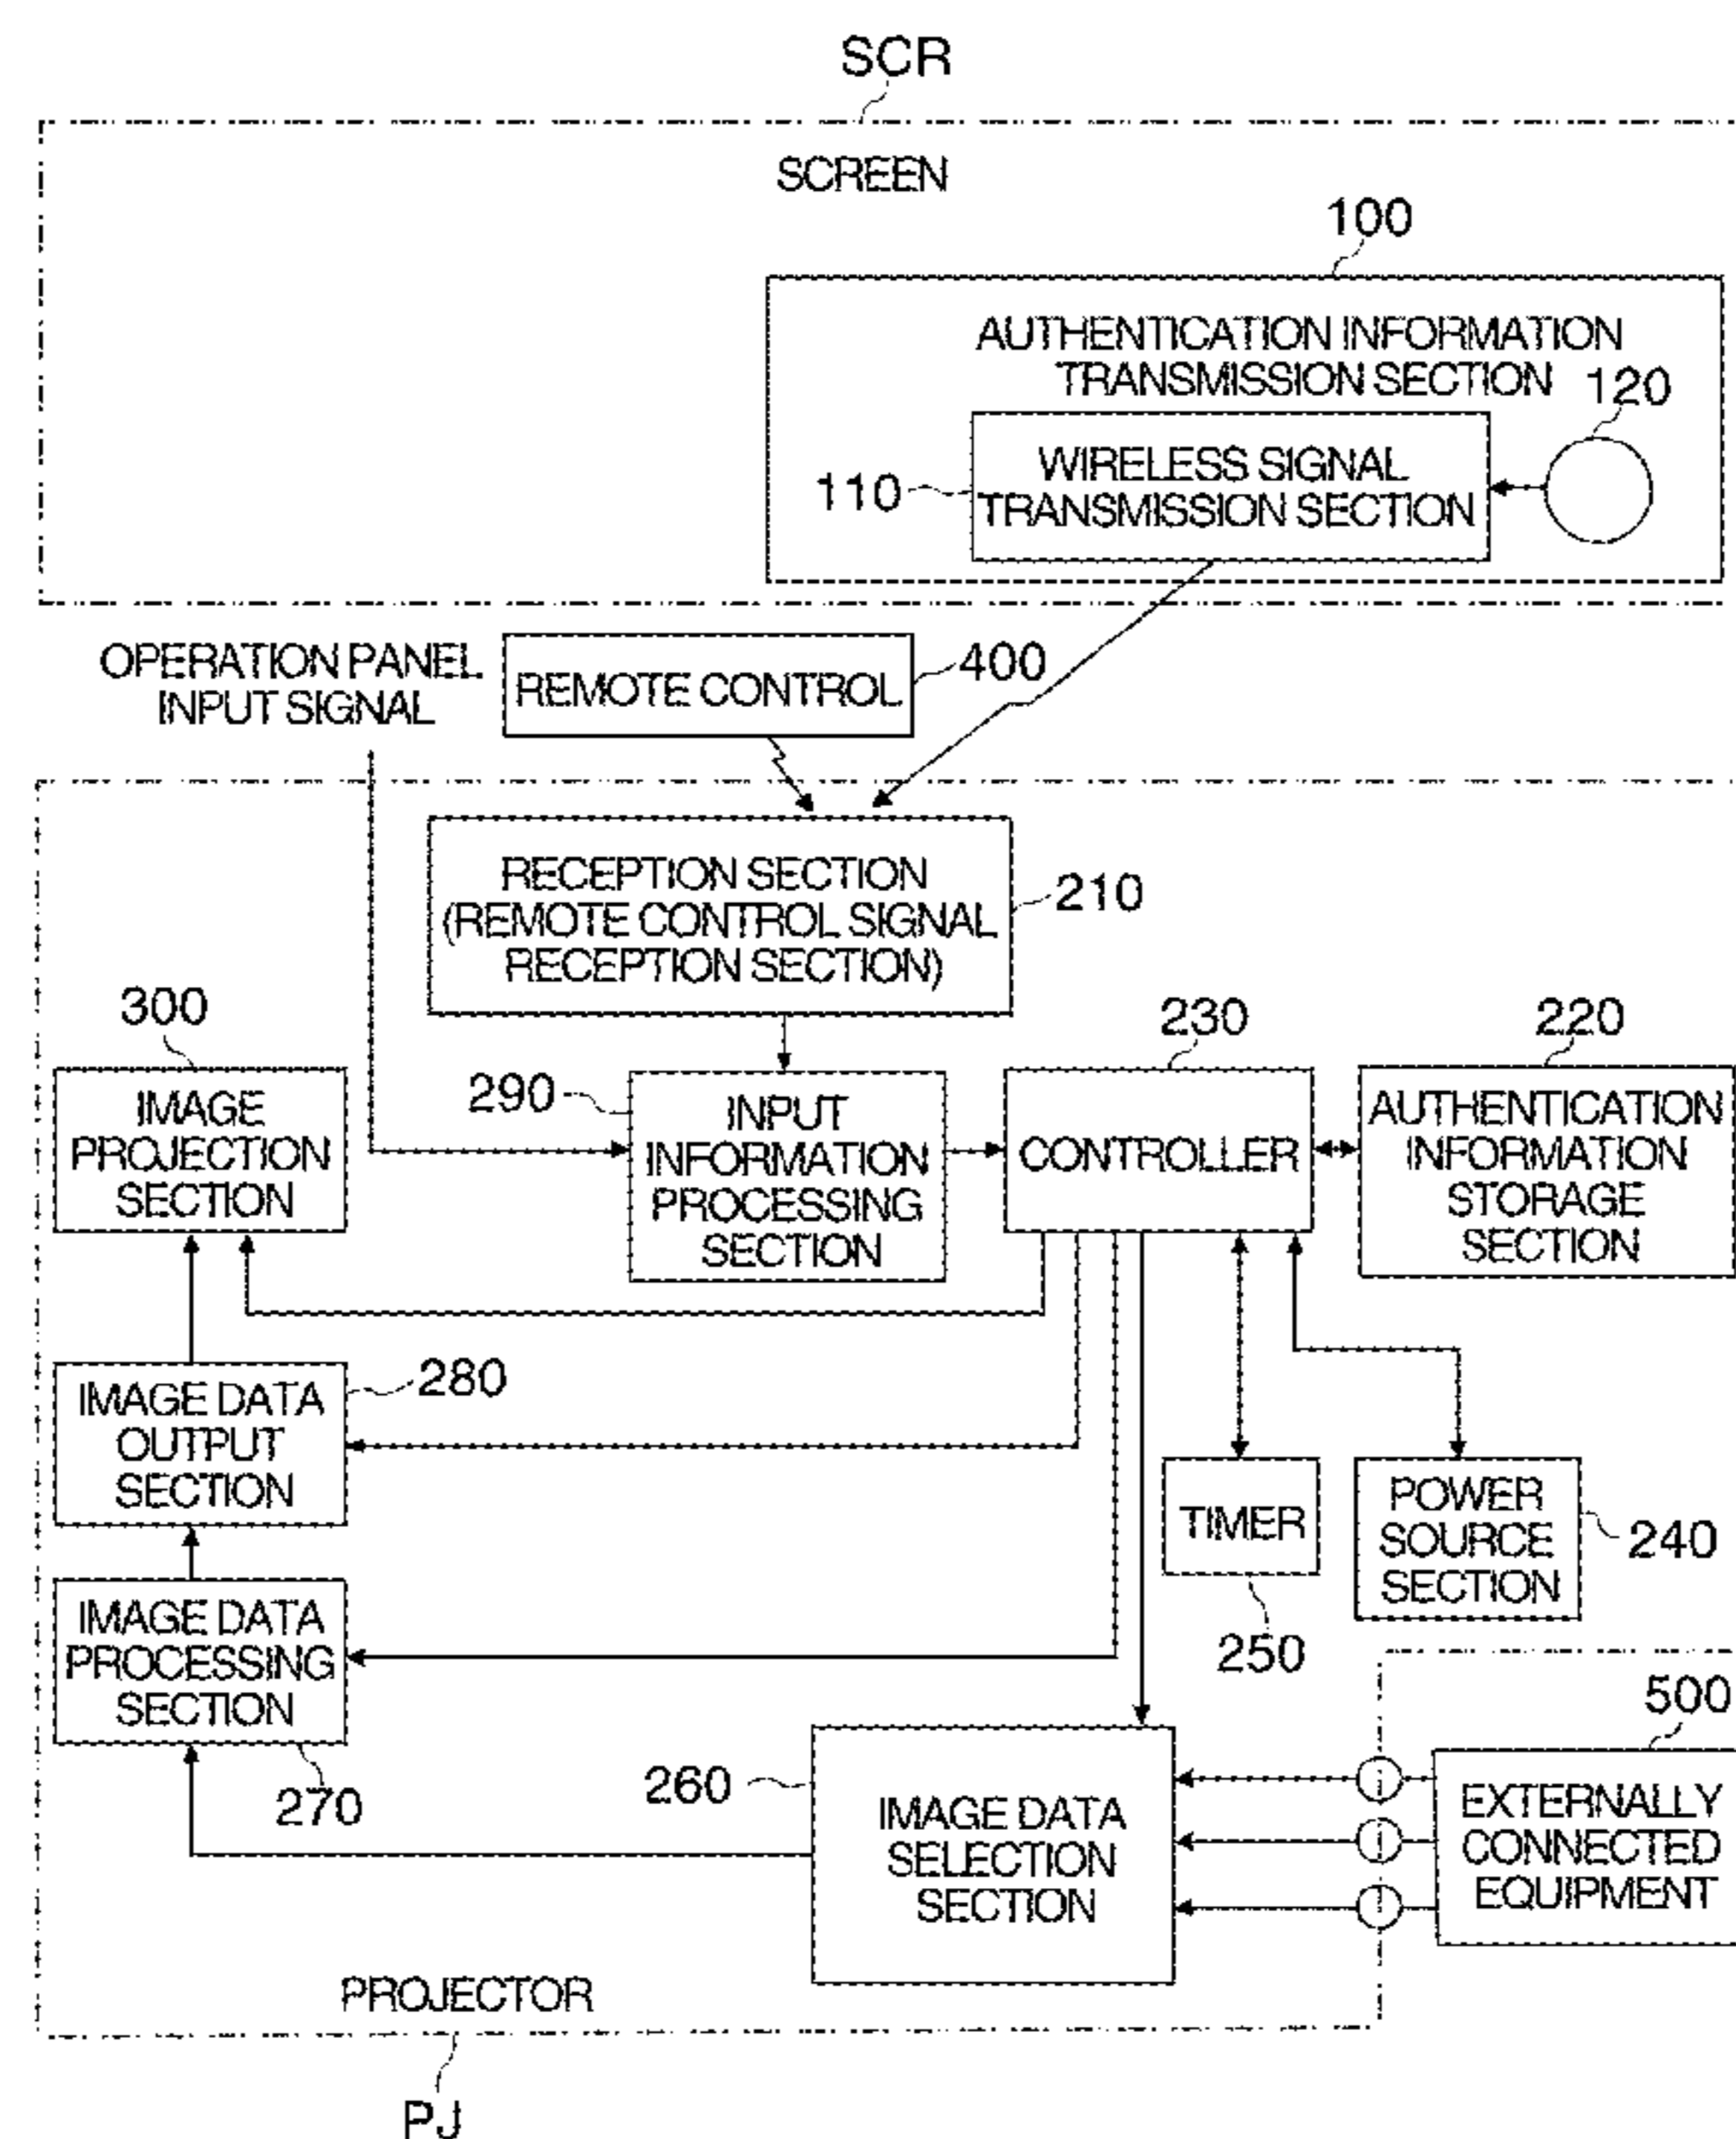 SCR
SCREEN
100
AUTHENTICATION INFORMATION
TRANSMISSION SECTION
120
110
WIRELESS SIGNAL
TRANSMISSION SECTION
OPERATION PANEL
INPUT SIGNAL
REMOTE CONTROL
400
RECEPTION SECTION
(REMOTE CONTROL SIGNAL
RECEPTION SECTION)
210
300
IMAGE
PROJECTION
SECTION
290
INPUT
INFORMATION
PROCESSING
SECTION
230
CONTROLLER
220
AUTHENTICATION
INFORMATION
STORAGE
SECTION
IMAGE DATA
OUTPUT
SECTION
280
TIMER
250
POWER
SOURCE
SECTION
240
IMAGE DATA
PROCESSING
SECTION
270
260
IMAGE DATA
SELECTION
SECTION
500
EXTERNALLY
CONNECTED
EQUIPMENT
PROJECTOR
PJ